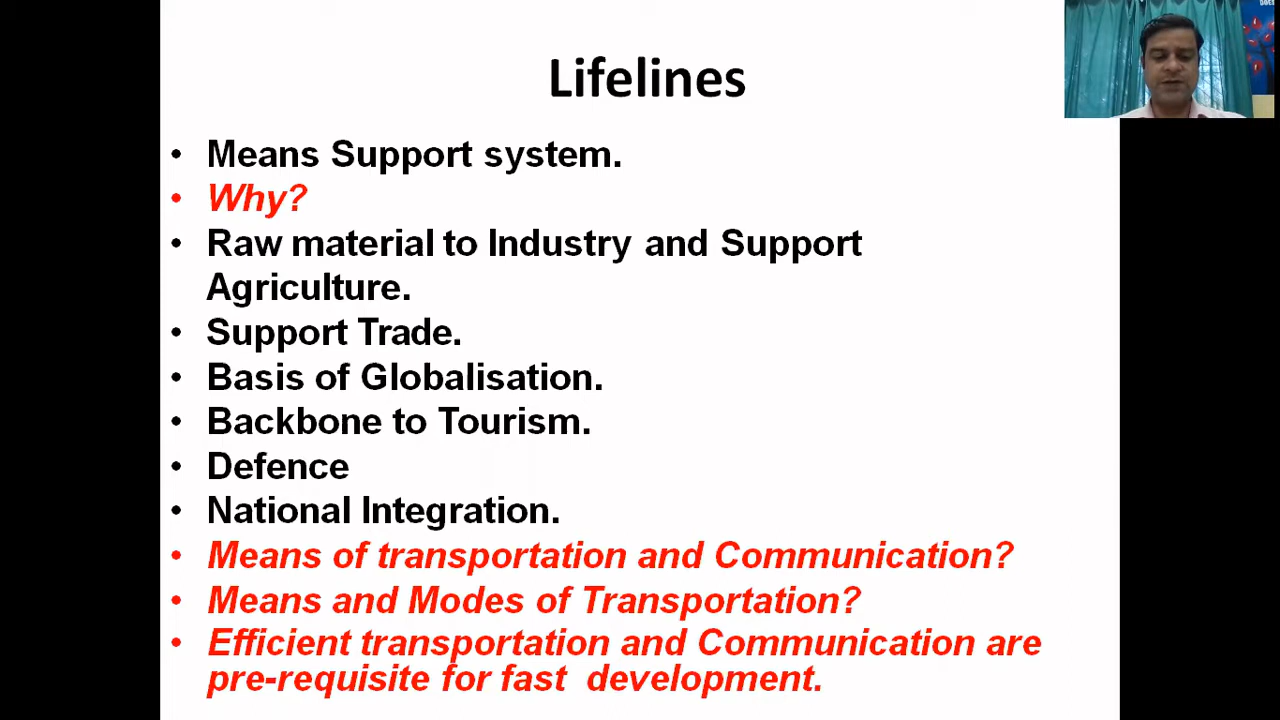 Lifelines
• Means Support system.
• Why?
• Raw material to Industry and Support
Agriculture.
• Support Trade.
• Basis of Globalisation.
• Backbone to Tourism.
• Defence
• National Integration.
• Means of transportation and Communication?
• Means and Modes of Transportation?
• Efficient transportation and Communication are
pre-requisite for fast  development.